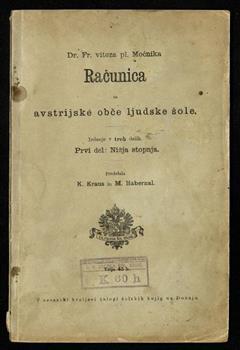 Dr. Fr. viteza pl. Močnika
Računica
za
avstrijske obče ljudske šole.
Izdanje v treh delih.
Prvi del: Nižja stopnja.
Predelala
K. Kraus in M. Habernal.
K 60 h
V cesarski kraljevi zalogi šolskih knjig na Dunaju